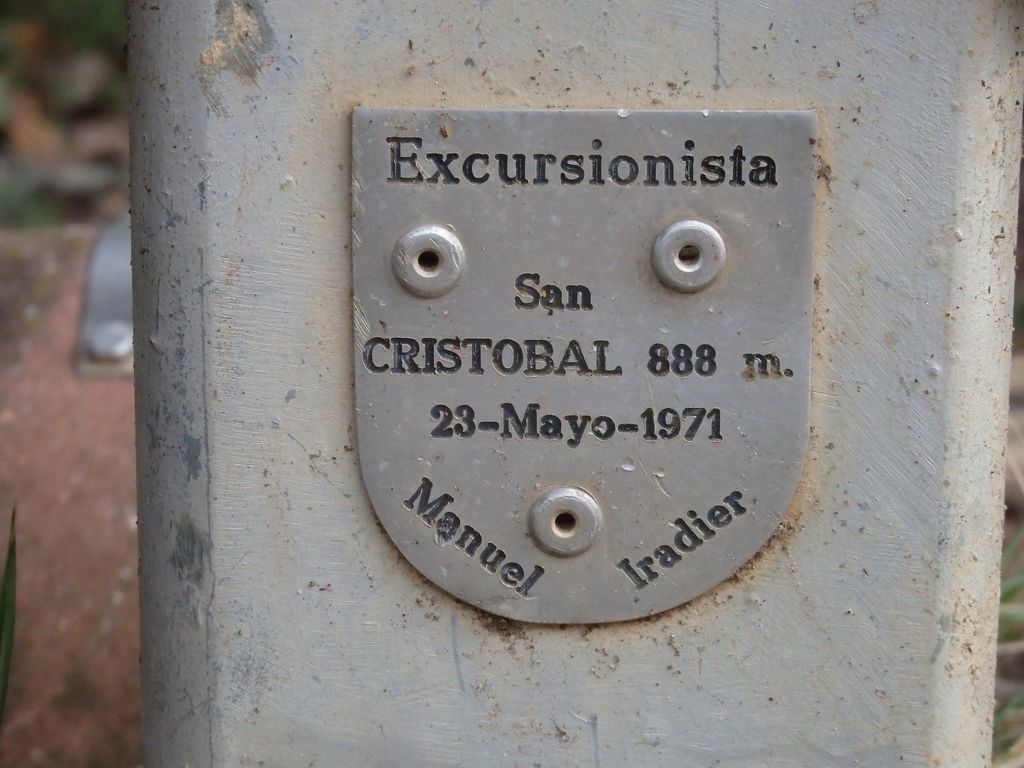 Excursionista
San
CRISTOBAL 888 m.
23-Mayo-1971
Manuel Iradier